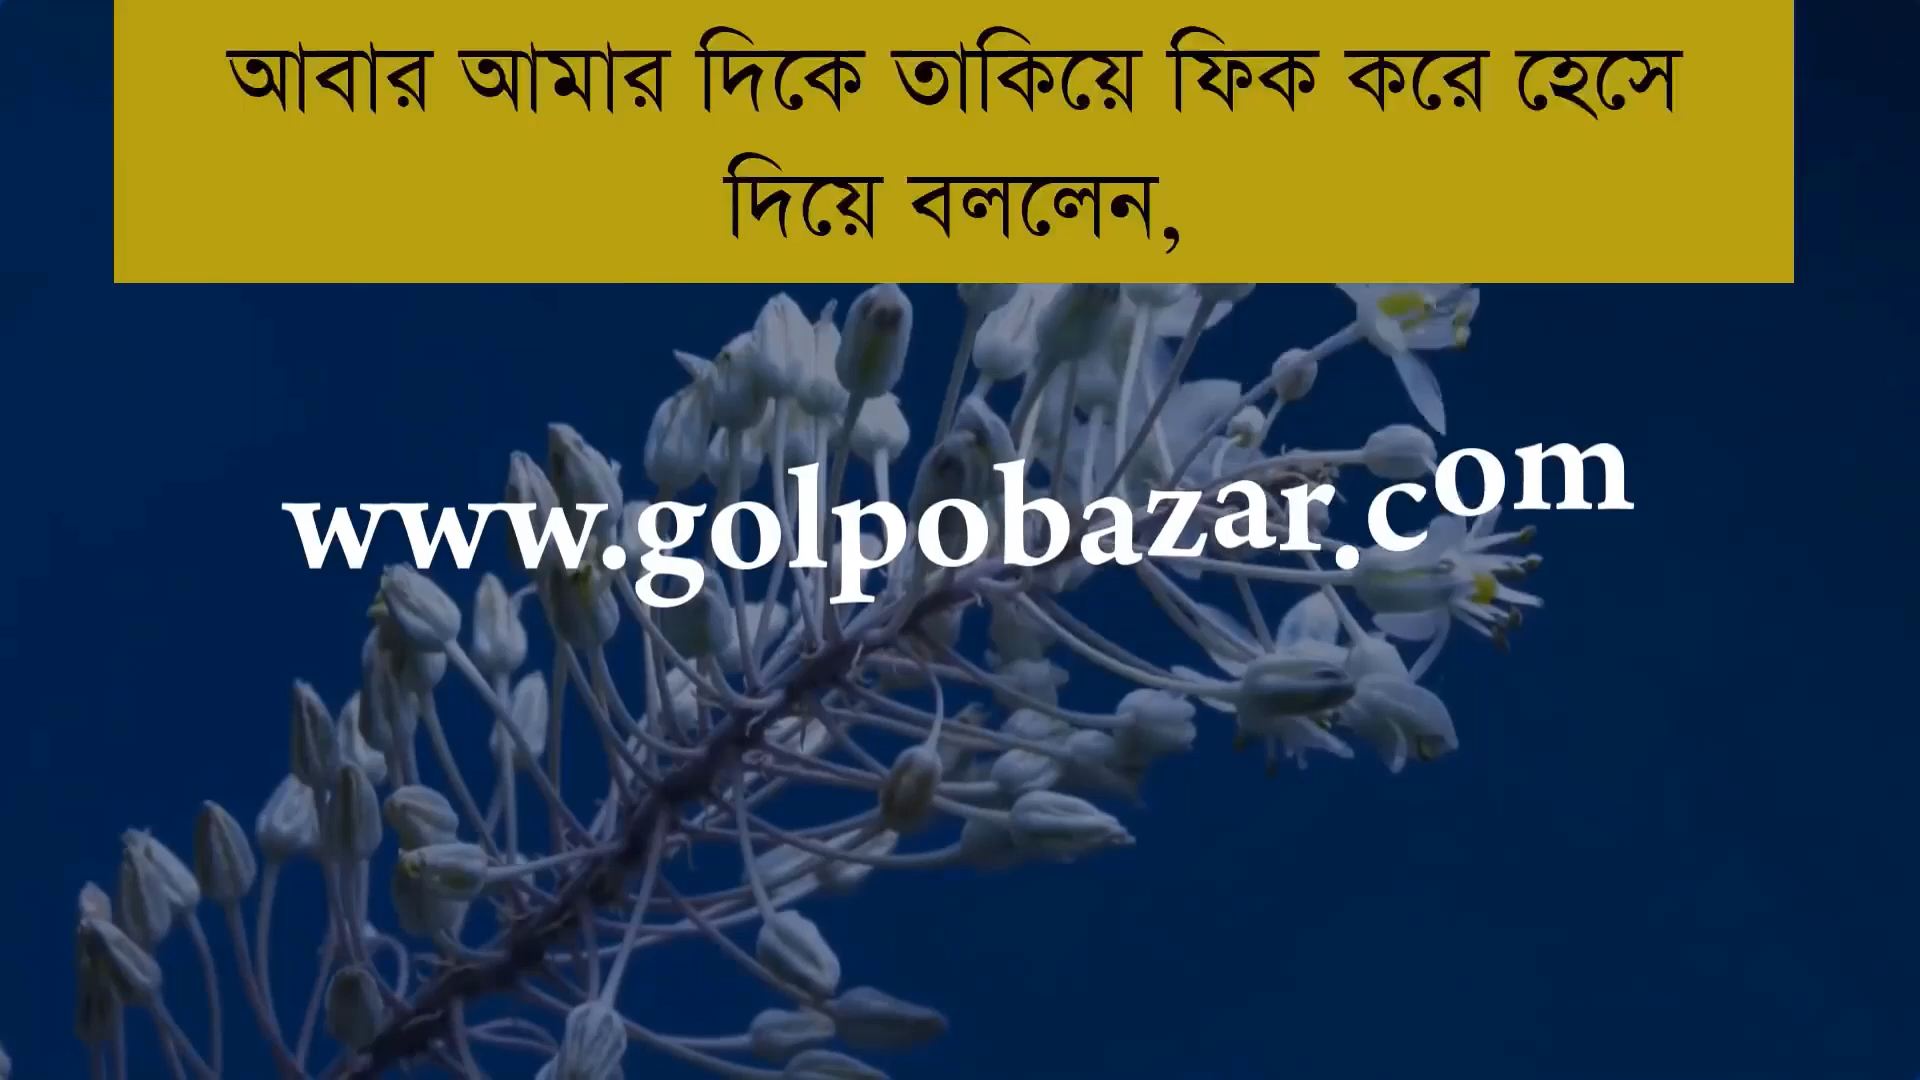 আবার আমার দিকে তাকিয়ে ফিক করে হেসে
দিয়ে বললেন,
www.golpobazar.com